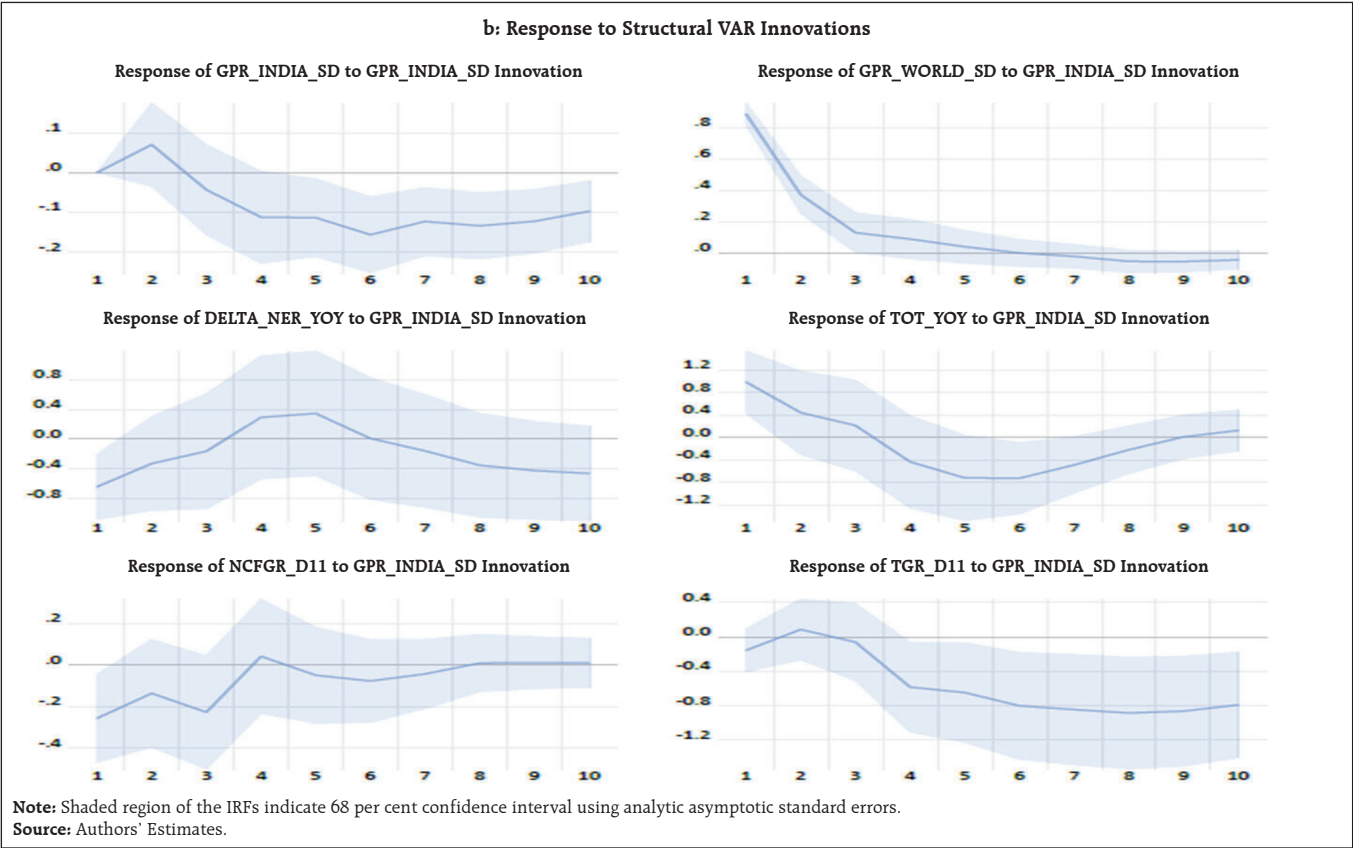 b: Response to Structural VAR Innovations
Response of GPR_INDIA_SD to GPR_INDIA_SD Innovation
.1
.0
-.1
-.2
1 2 3 4 5 6 7 8 9 10
Response of GPR_WORLD_SD to GPR_INDIA_SD Innovation
.8
.6
.4
.2
.0
1 2 3 4 5 6 7 8 9 10
Response of DELTA_NER_YOY to GPR_INDIA_SD Innovation
0.8
0.4
0.0
-0.4
-0.8
1 2 3 4 5 6 7 8 9 10
Response of TOT_YOY to GPR_INDIA_SD Innovation
1.2
0.8
0.4
0.0
-0.4
-0.8
-1.2
1 2 3 4 5 6 7 8 9 10
Response of NCFGR_D11 to GPR_INDIA_SD Innovation
.2
.0
-.2
-.4
1 2 3 4 5 6 7 8 9 10
Response of TGR_D11 to GPR_INDIA_SD Innovation
0.4
0.0
-0.4
-0.8
-1.2
1 2 3 4 5 6 7 8 9 10
Note: Shaded region of the IRFs indicate 68 per cent confidence interval using analytic asymptotic standard errors.
Source: Authors' Estimates.